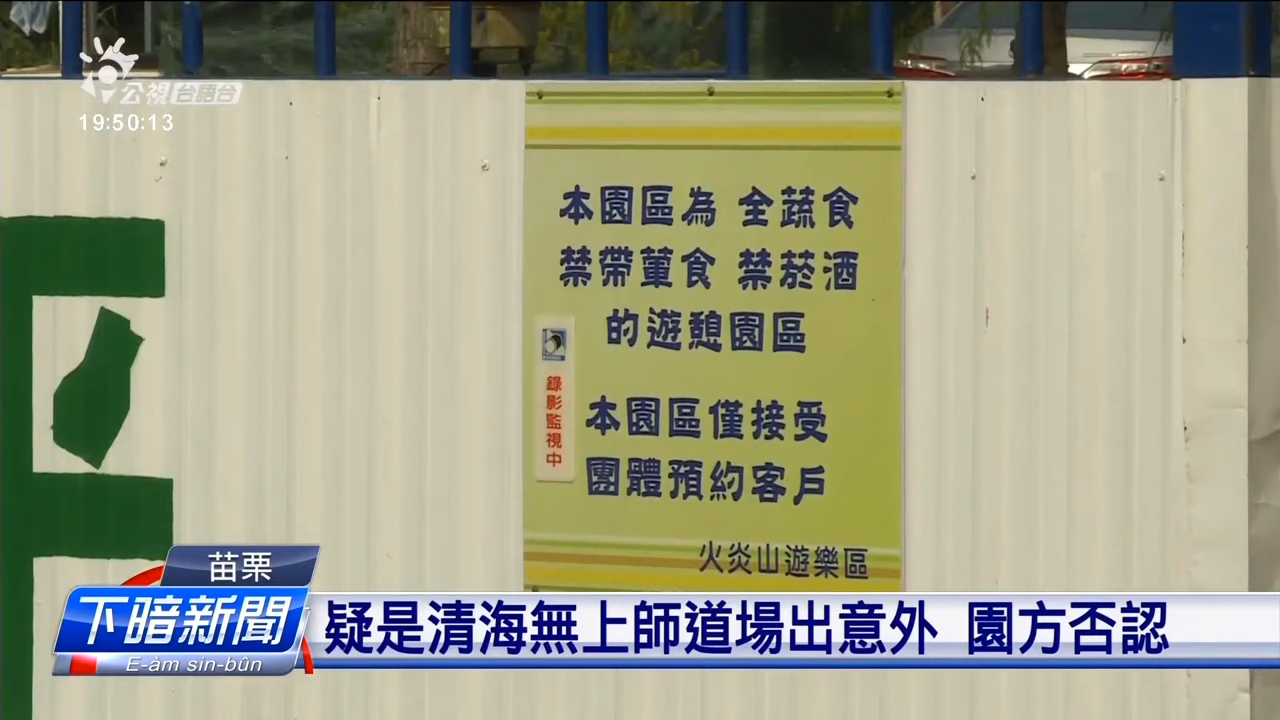 公視台語台
19:50:13
本園區為 全蔬食
禁帶葷食 禁菸酒
的遊憩園區
本園區僅接受
團體預約客戶
火炎山遊樂區
錄影監視中
苗栗
下暗新聞
E-àm sin-bûn
疑是清海無上師道場出意外 園方否認